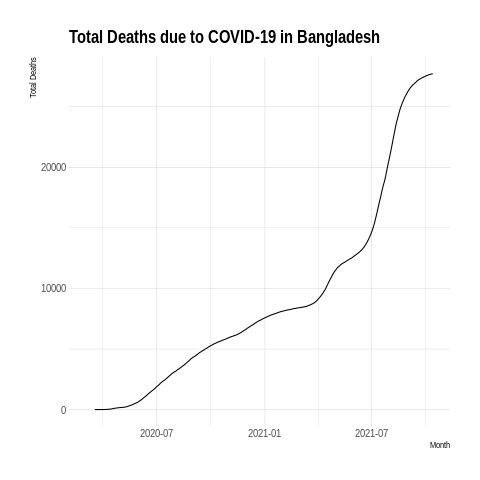 Total Deaths due to COVID-19 in Bangladesh
Total Deaths
20000
10000
0
2020-07
2021-01
2021-07
Month